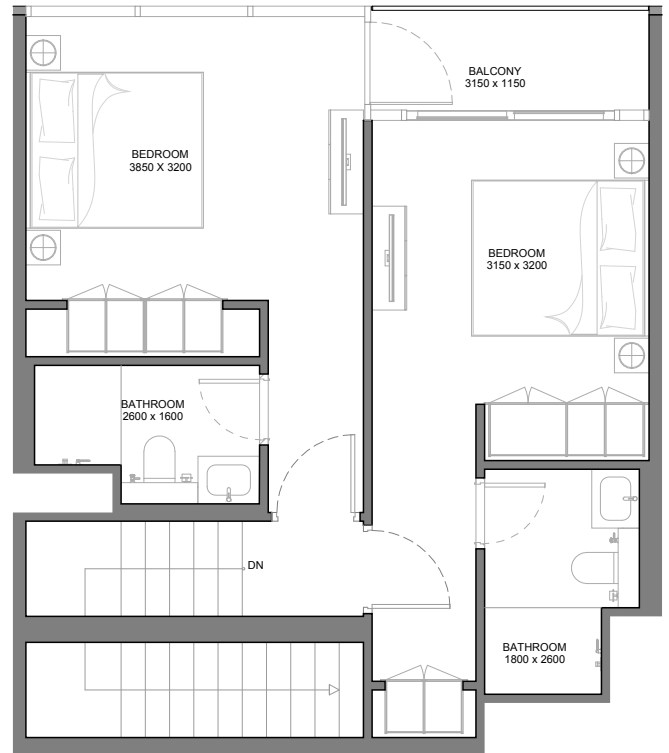 BALCONY
3150 x 1150
BEDROOM
3850 X 3200
BEDROOM
3150 x 3200
BATHROOM
2600 x 1600
DN
BATHROOM
1800 x 2600